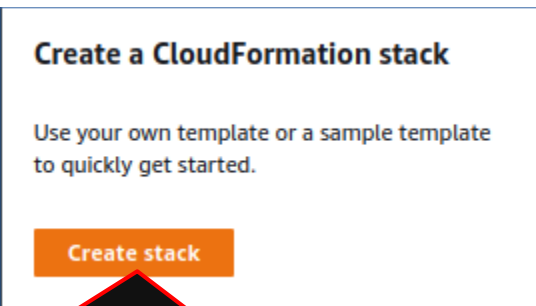 Create a CloudFormation stack
Use your own template or a sample template
to quickly get started.
Create stack